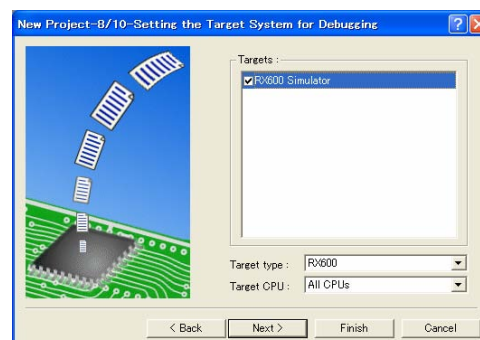 New Project-8/10-Setting the Target System for Debugging
Targets :
RX600 Simulator
Target type : RX600
Target CPU : All CPUs
< Back Next > Finish Cancel